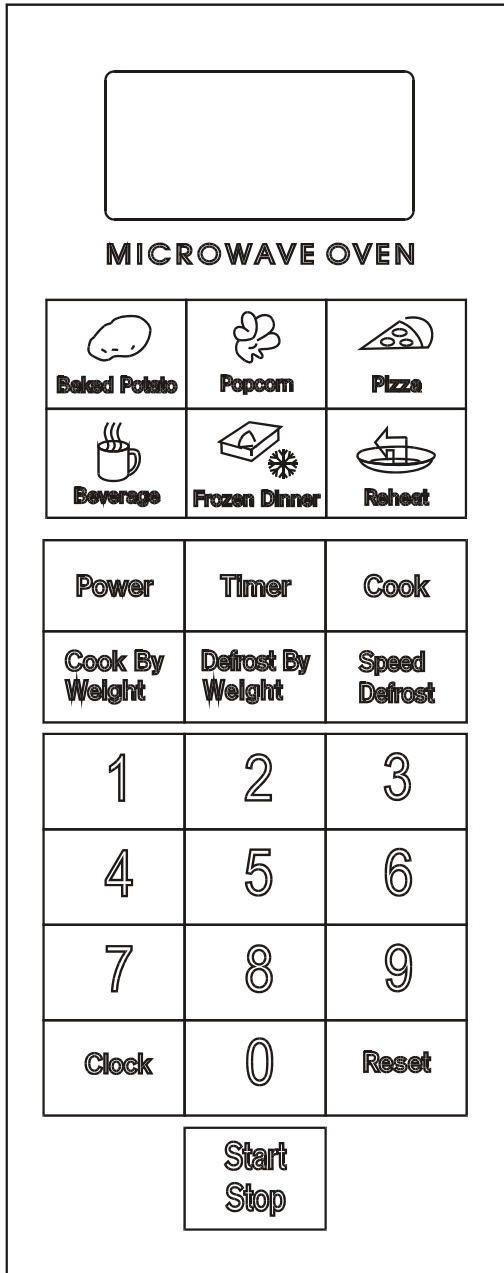 MICROWAVE OVEN
Baked Potato
Popcorn
Pizza
Beverage
Frozen Dinner
Reheat
Power
Timer
Cook
Cook By
Weight
Defrost By
Weight
Speed
Defrost
1
2
3
4
5
6
7
8
9
Clock
0
Reset
Start
Stop